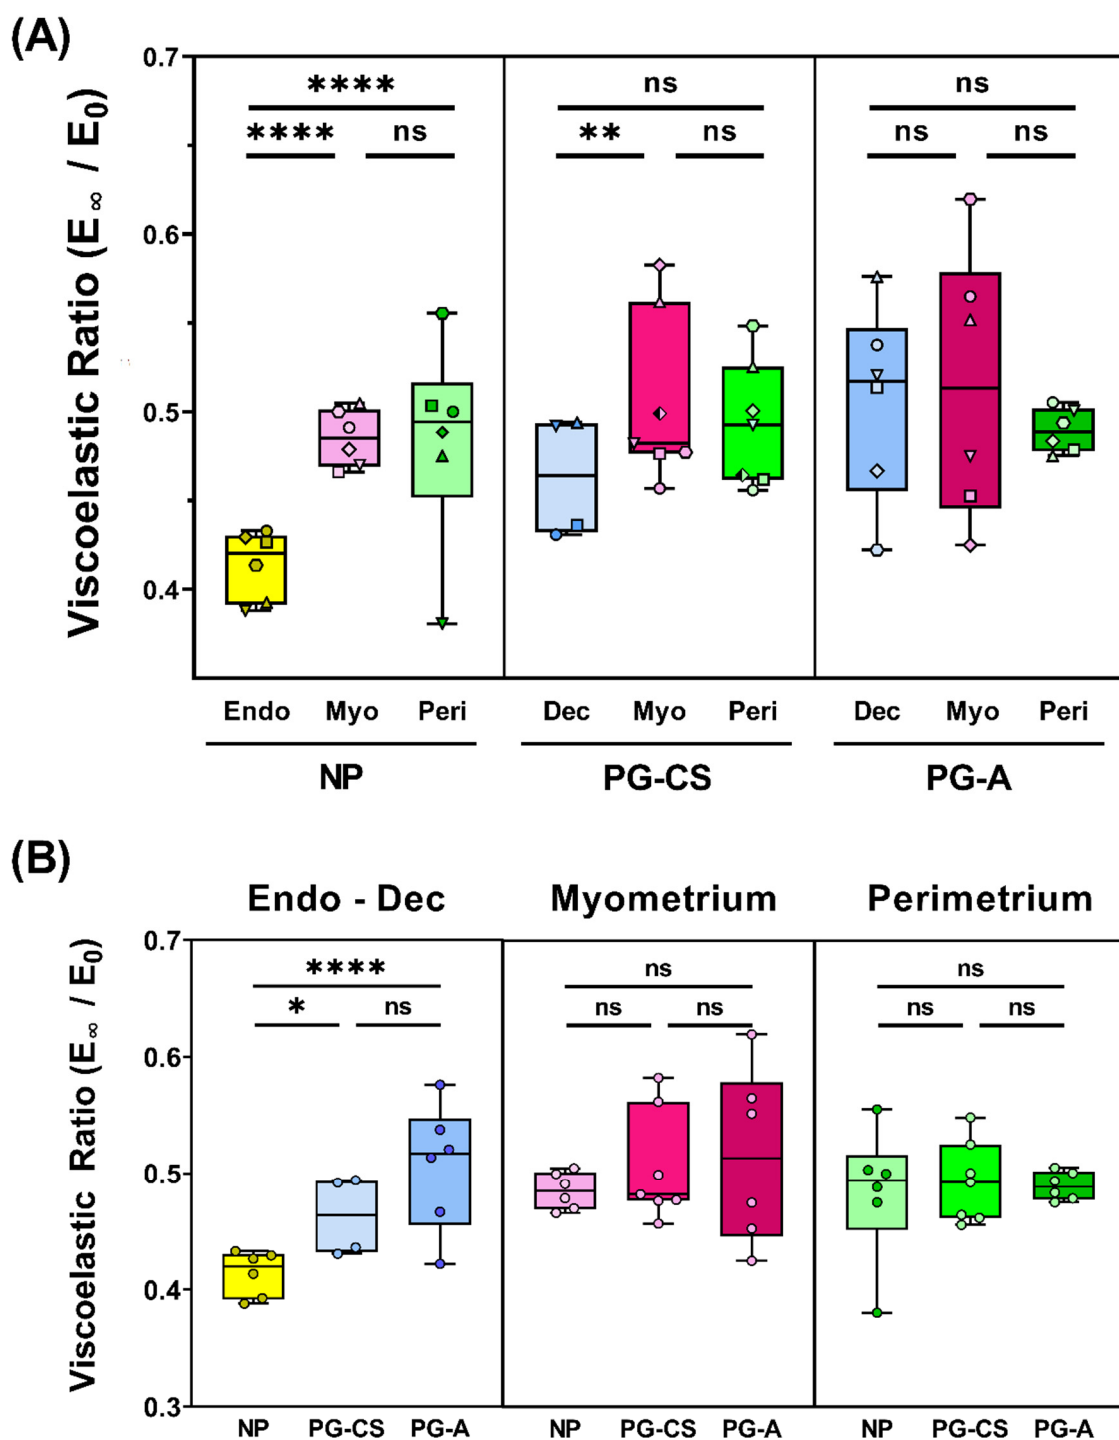 (A)
Viscoelastic Ratio (E∞ / E0)
0.7
0.6
0.5
0.4
**** ns ns
**** ns ** ns ns ns
Endo Myo Peri Dec Myo Peri Dec Myo Peri
NP PG-CS PG-A
(B)
Endo - Dec Myometrium Perimetrium
Viscoelastic Ratio (E∞ / E0)
0.7
0.6
0.5
0.4
0.3
**** ns ns
* ns ns ns ns ns
NP PG-CS PG-A NP PG-CS PG-A NP PG-CS PG-A